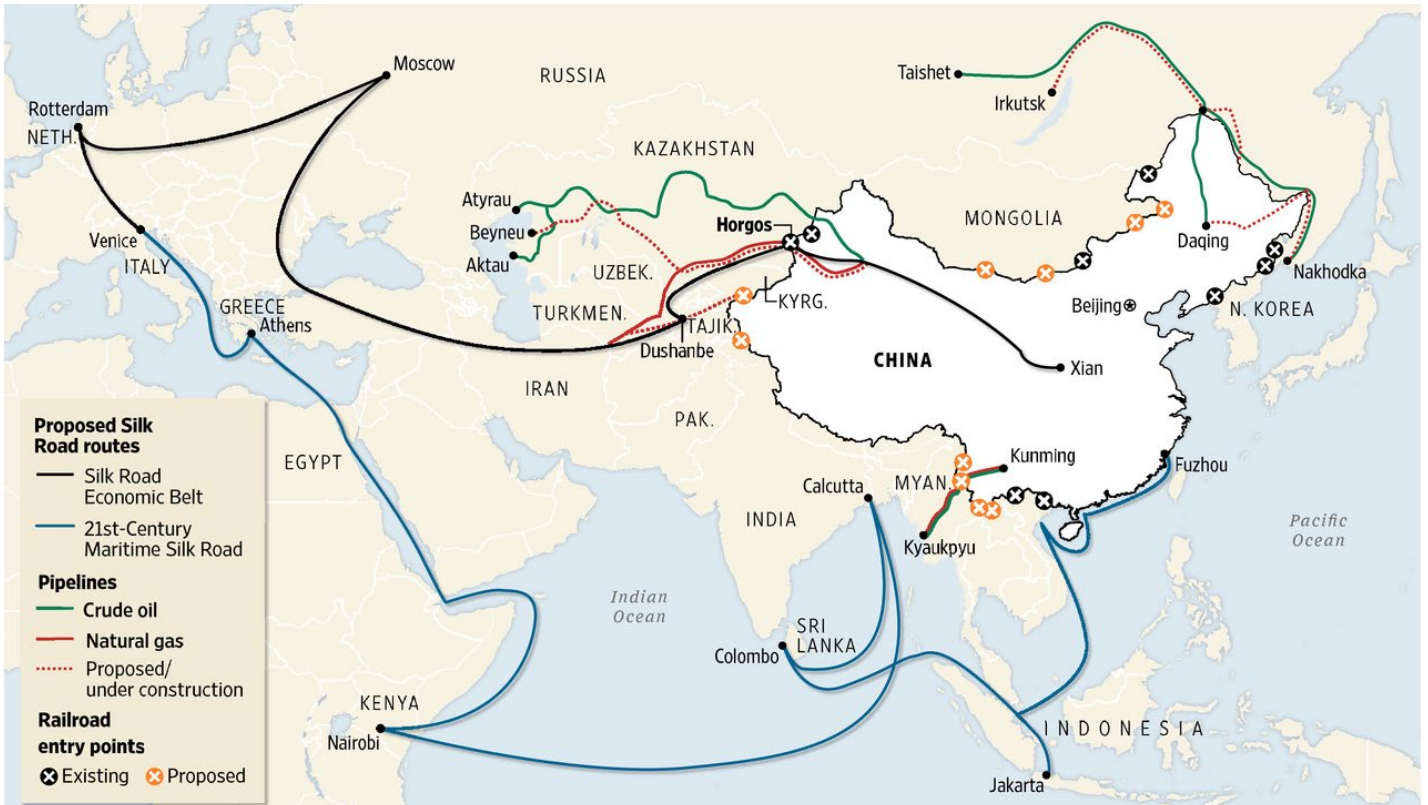 Moscow
RUSSIA
Taishet
Irkutsk
Rotterdam
NETH.
KAZAKHSTAN
Atyrau
Beyneu
Aktau
Horgos
MONGOLIA
Daqing
Nakhodka
Venice
ITALY
UZBEK.
KYRG.
GREECE
Athens
TURKMEN.
TAJIK.
Dushanbe
Beijing
N. KOREA
CHINA
Xian
IRAN
PAK.
EGYPT
INDIA
Calcutta
MYAN.
Kunming
Fuzhou
Kyaukpyu
Pacific
Ocean
Indian
Ocean
SRI
LANKA
Colombo
KENYA
Nairobi
INDONESIA
Jakarta
Proposed Silk
Road routes
Silk Road
Economic Belt
21st-Century
Maritime Silk Road
Pipelines
Crude oil
Natural gas
Proposed/
under construction
Railroad
entry points
Existing
Proposed